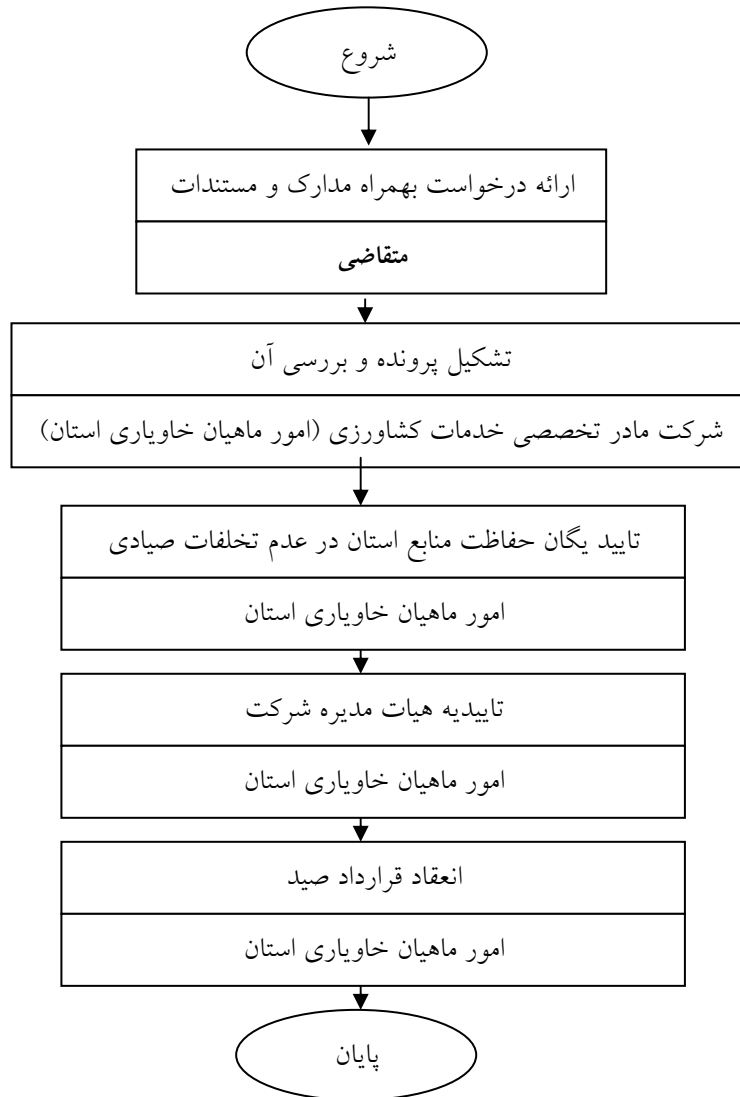 شروع
ارائه درخواست بهمراه مدارک و مستندات
متقاضی
تشکیل پرونده و بررسی آن
شرکت مادر تخصصی خدمات کشاورزی (امور ماهیان خاویاری استان)
تایید یگان حفاظت منابع استان در عدم تخلفات صیادی
امور ماهیان خاویاری استان
تاییدیه هیات مدیره شرکت
امور ماهیان خاویاری استان
انعقاد قرارداد صید
امور ماهیان خاویاری استان
پایان